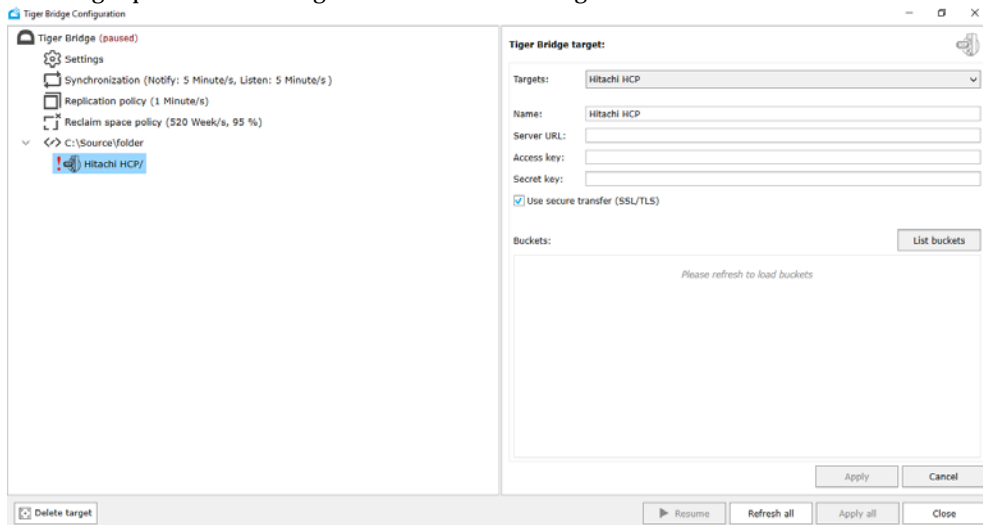 Tiger Bridge Configuration
Tiger Bridge (paused)
Settings
Synchronization (Notify: 5 Minute/s, Listen: 5 Minute/s )
Replication policy (1 Minute/s)
Reclaim space policy (520 Week/s, 95 %)
C:\Source\folder
Hitachi HCP/
Tiger Bridge target:
Targets: Hitachi HCP
Name: Hitachi HCP
Server URL:
Access key:
Secret key:
Use secure transfer (SSL/TLS)
Buckets: List buckets
Please refresh to load buckets
Apply Cancel
Delete target Resume Refresh all Apply all Close